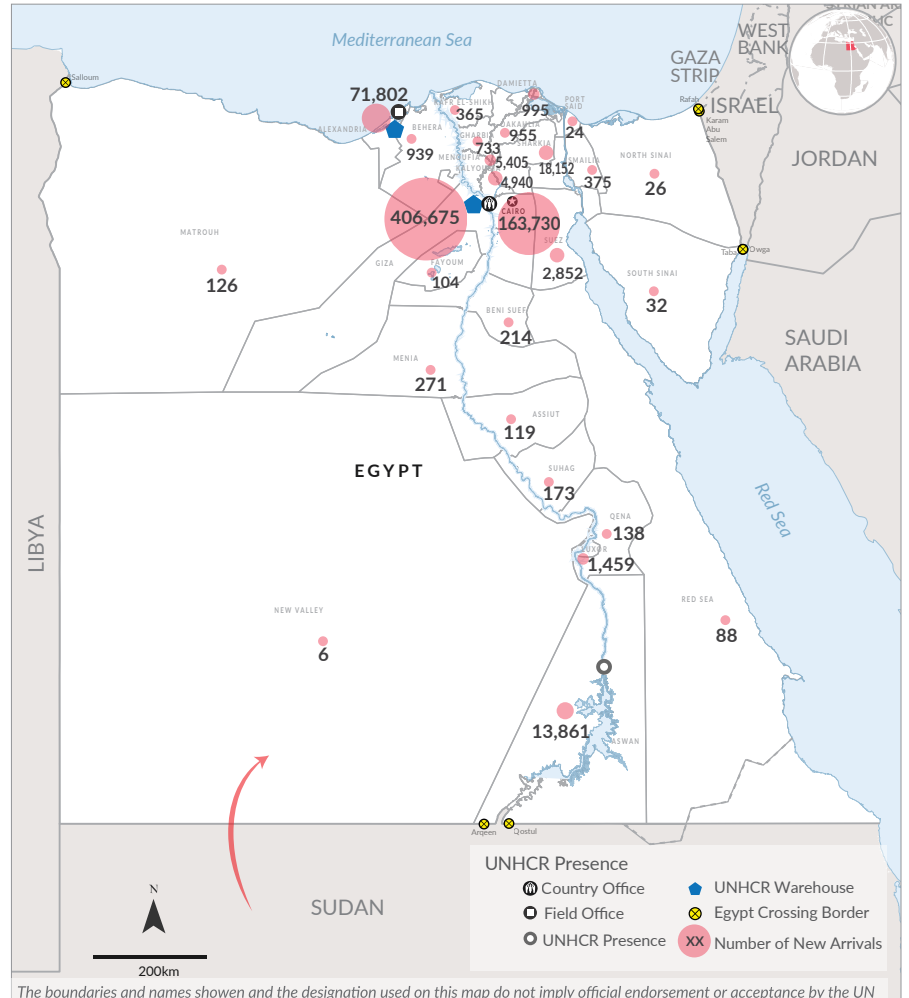 Mediterranean Sea
WEST
BANK
GAZA
STRIP
ISRAEL
JORDAN
Salloum
71,802
ALEXANDRIA
KAFR EL-SHIKH
365
DAMIETTA
995
PORT
SAID
24
Rafah
Karam
Abu
Salem
BEHERA
939
GHARBIA
733
DAKAHLIA
955
SHARKIA
18,152
MENOUFIA
5,405
KALYOUBIA
4,940
ISMAILIA
375
NORTH SINAI
26
406,675
CAIRO
163,730
MATROUH
126
GIZA
FAYOUM
104
SUEZ
2,852
SOUTH SINAI
32
Taba
Owga
SAUDI
ARABIA
BENI SUEF
214
MENIA
271
ASSIUT
119
EGYPT
SUHAG
173
Red Sea
LIBYA
QENA
138
LUXOR
1,459
NEW VALLEY
6
RED SEA
88
13,861
ASWAN
Arqeen
Qostul
SUDAN
N
200km
UNHCR Presence
Country Office
UNHCR Warehouse
Field Office
Egypt Crossing Border
UNHCR Presence
XX Number of New Arrivals
The boundaries and names showen and the designation used on this map do not imply official endorsement or acceptance by the UN